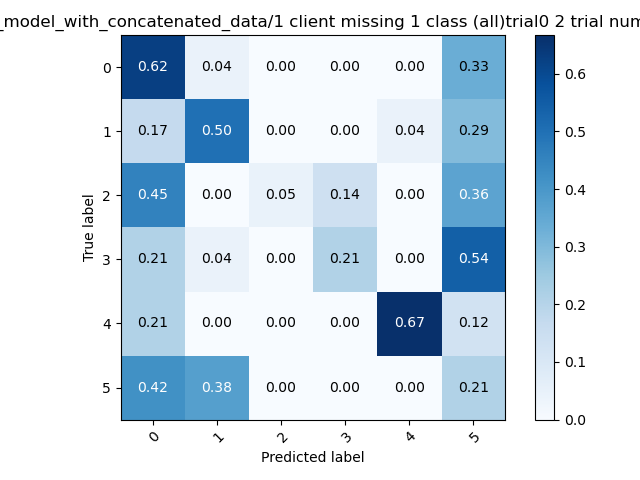 _model_with_concatenated_data/1 client missing 1 class (all)trial0 2 trial num
0 0.62 0.04 0.00 0.00 0.00 0.33
1 0.17 0.50 0.00 0.00 0.04 0.29
2 0.45 0.00 0.05 0.14 0.00 0.36
3 0.21 0.04 0.00 0.21 0.00 0.54
4 0.21 0.00 0.00 0.00 0.67 0.12
5 0.42 0.38 0.00 0.00 0.00 0.21
0 1 2 3 4 5
True label
Predicted label
0.6
0.5
0.4
0.3
0.2
0.1
0.0